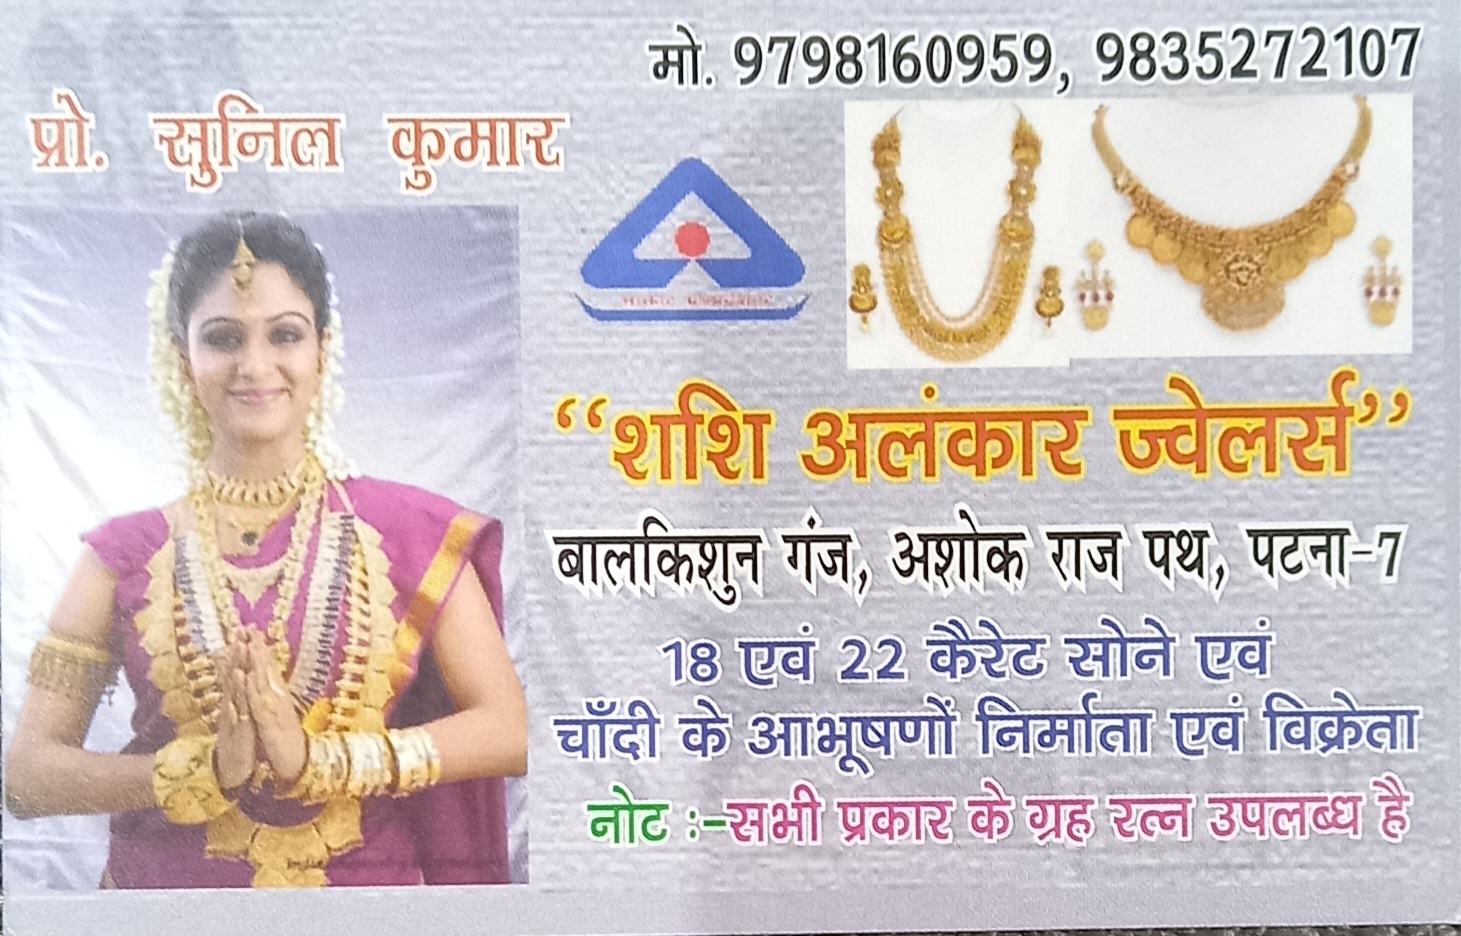 मो. 9798160959, 9835272107
प्रो. सुनिल कुमार
“शशि अलंकार ज्वेलर्स”
बालकिशुन गंज, अशोक राज पथ, पटना-7
18 एवं 22 कैरेट सोने एवं
चाँदी के आभूषणों निर्माता एवं विक्रेता
नोट :-सभी प्रकार के ग्रह रत्न उपलब्ध है